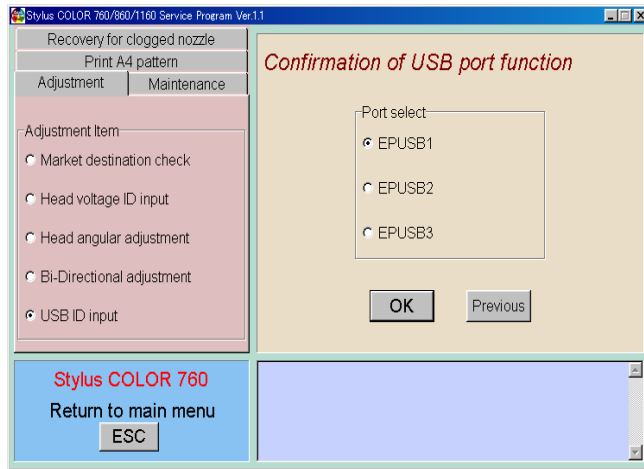 Stylus COLOR 760/860/1160 Service Program Ver.1.1
Recovery for clogged nozzle
Print A4 pattern
Adjustment
Maintenance
Adjustment Item
Market destination check
Head voltage ID input
Head angular adjustment
Bi-Directional adjustment
USB ID input
Confirmation of USB port function
Port select
EPUSB1
EPUSB2
EPUSB3
OK
Previous
Stylus COLOR 760
Return to main menu
ESC